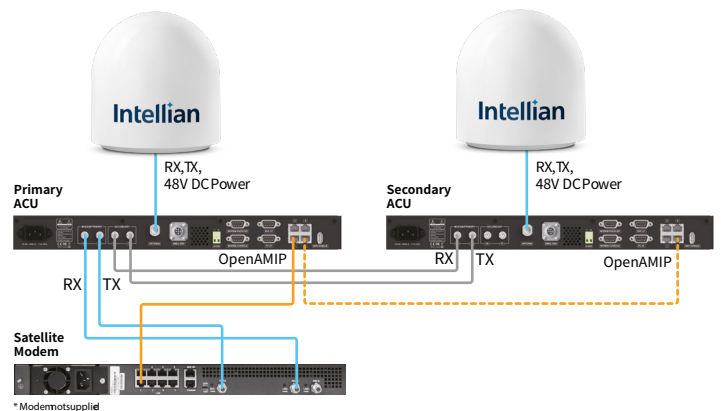 Intellian
Intellian
RX,TX,
48V DC Power
RX,TX,
48V DC Power
Primary
ACU
Secondary
ACU
OpenAMIP
RX
TX
OpenAMIP
RX
TX
Satellite
Modem
* Modem not supplied